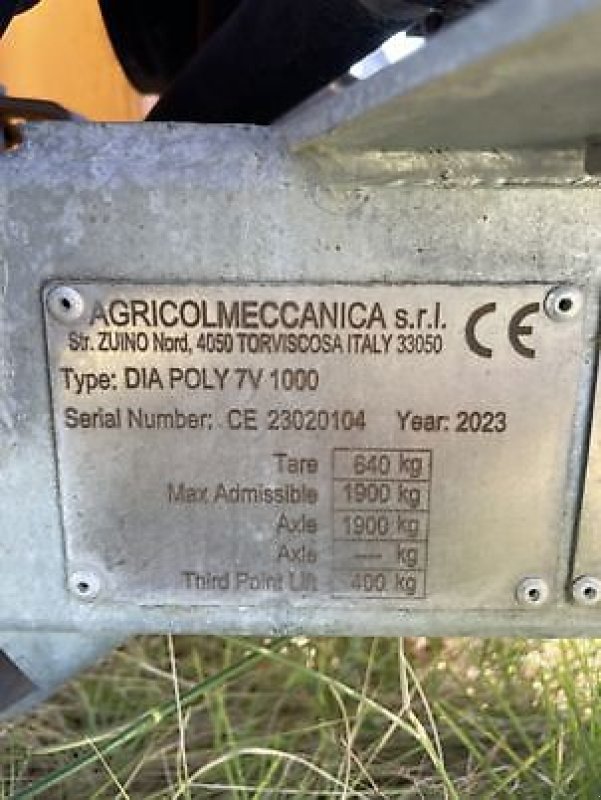 AGRICOLMECCANICA s.r.l. CE
Str. ZUINO Nord, 4050 TORVISCOSA ITALY 33050
Type: DIA POLY 7V 1000
Serial Number: CE 23020104 Year: 2023
Tare 640 kg
Max Admissible 1900 kg
Axle 1900 kg
Axle ---- kg
Third Point Lift 400 kg